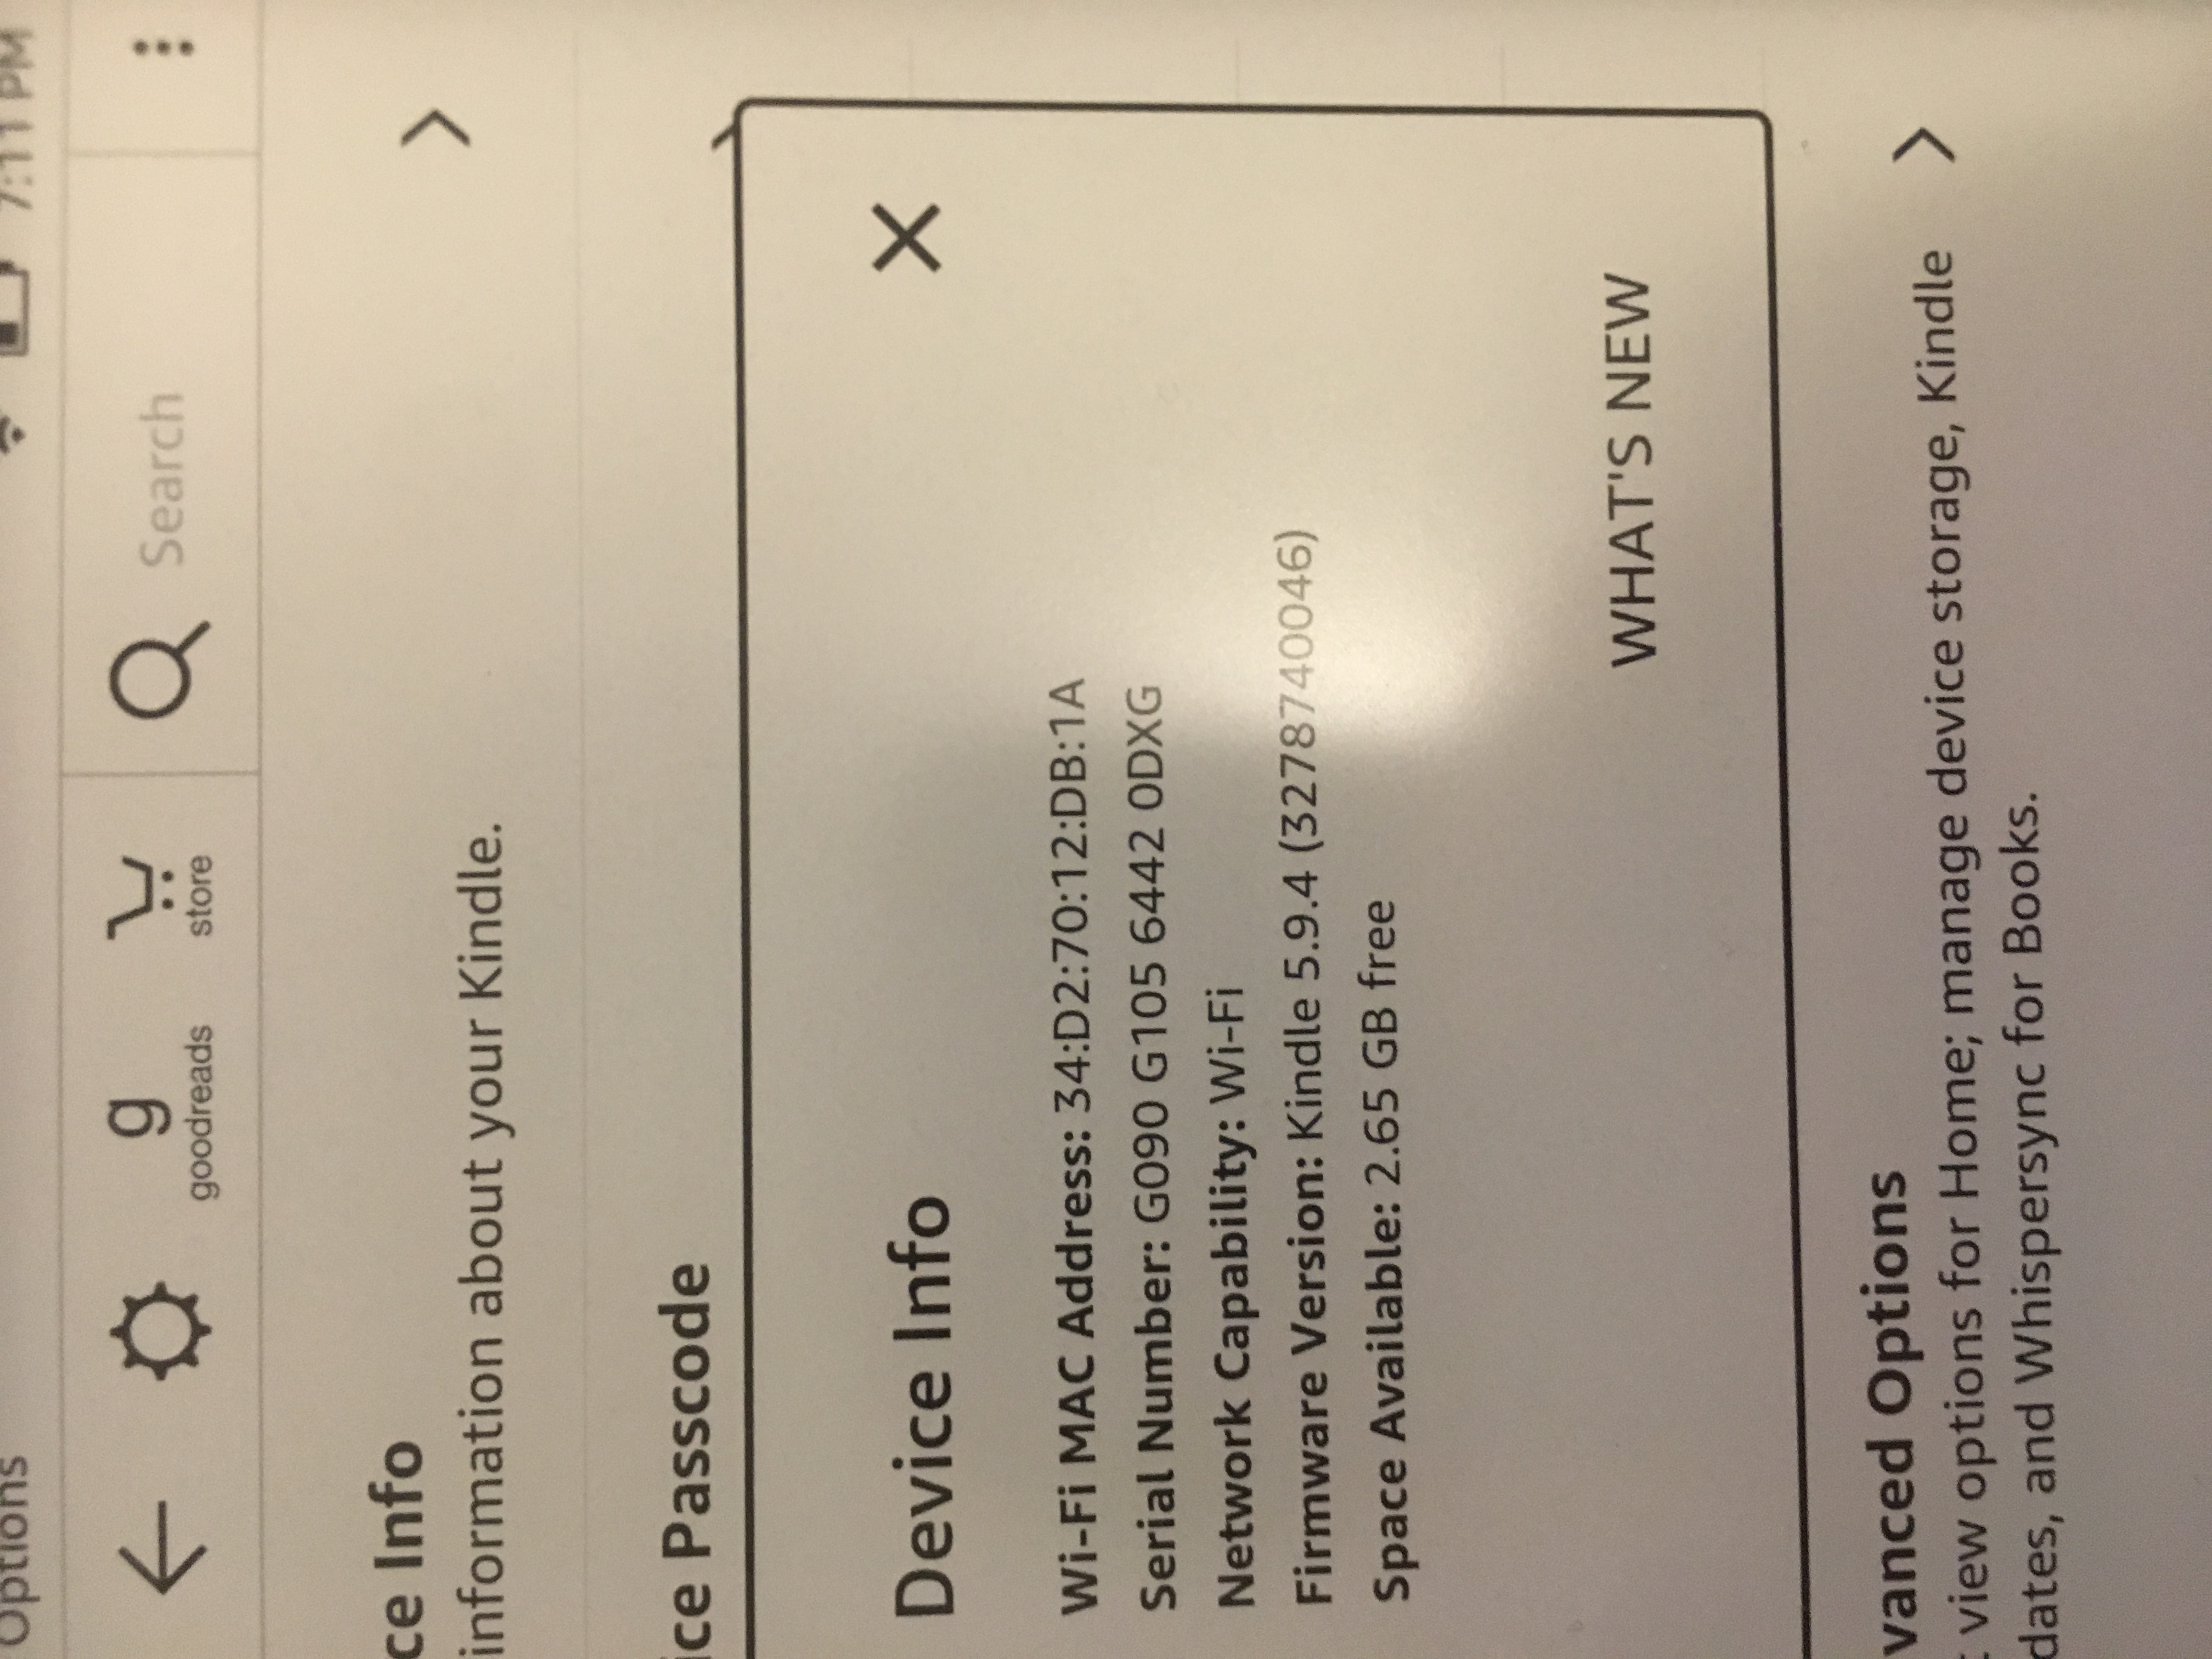 Options
7:11 PM
g
goodreads
store
Search
ce Info
information about your Kindle.
ice Passcode
Device Info
Wi-Fi MAC Address: 34:D2:70:12:DB:1A
Serial Number: G090 G105 6442 0DXG
Network Capability: Wi-Fi
Firmware Version: Kindle 5.9.4 (3278740046)
Space Available: 2.65 GB free
WHAT'S NEW
vanced Options
t view options for Home; manage device storage, Kindle
dates, and Whispersync for Books.